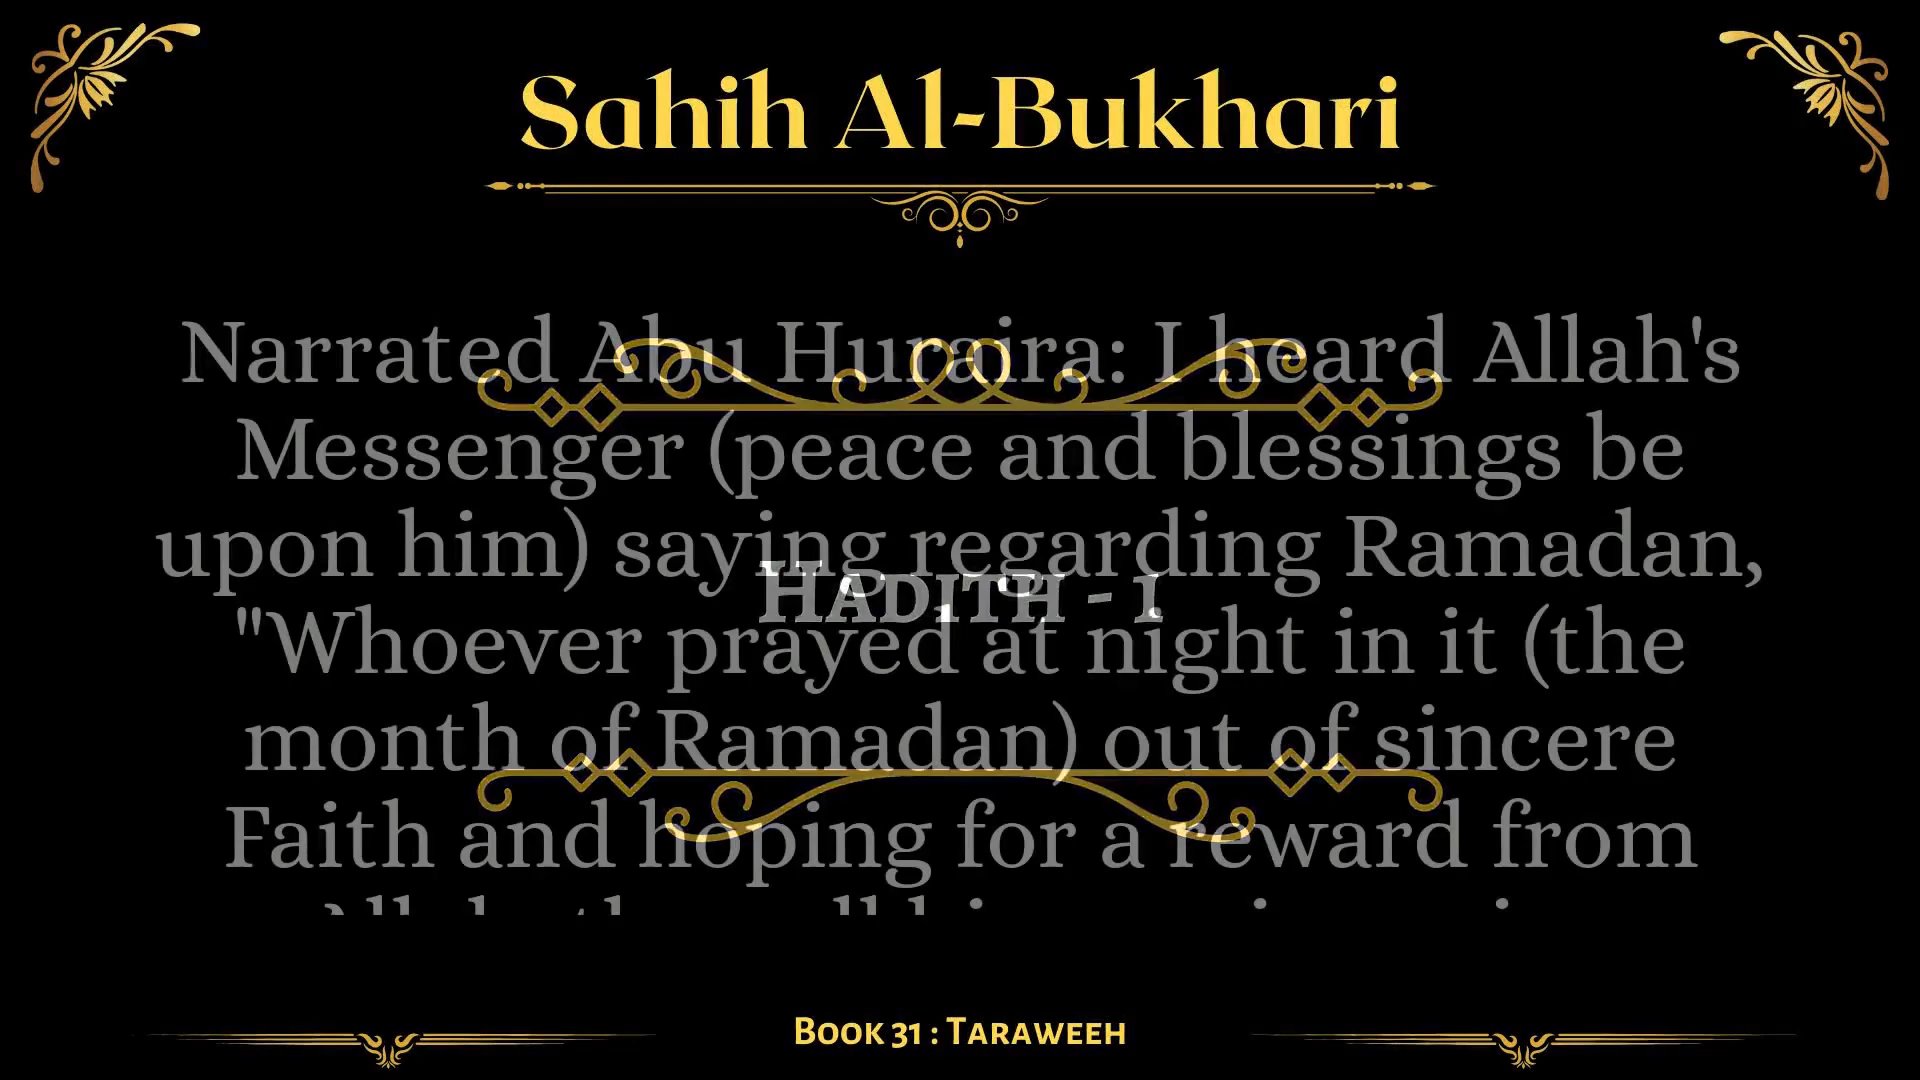 Sahih Al-Bukhari
Narrated Abu Huraira: I heard Allah's
Messenger (peace and blessings be
upon him) saying regarding Ramadan,
Hadith - 1
"Whoever prayed at night in it (the
month of Ramadan) out of sincere
Faith and hoping for a reward from
Book 31 : Taraweeh